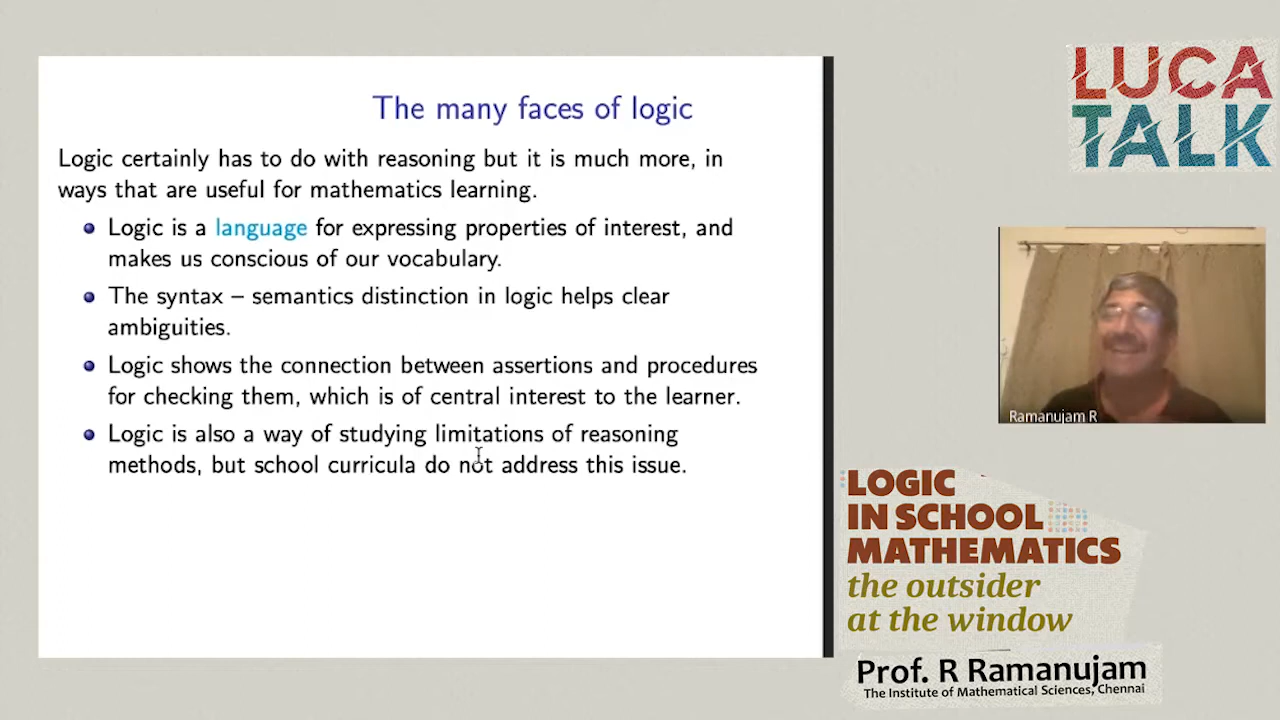 The many faces of logic
Logic certainly has to do with reasoning but it is much more, in
ways that are useful for mathematics learning.
Logic is a language for expressing properties of interest, and
makes us conscious of our vocabulary.
The syntax – semantics distinction in logic helps clear
ambiguities.
Logic shows the connection between assertions and procedures
for checking them, which is of central interest to the learner.
Logic is also a way of studying limitations of reasoning
methods, but school curricula do not address this issue.
LUCA
TALK
Ramanujam R
LOGIC
IN SCHOOL
MATHEMATICS
the outsider
at the window
Prof. R Ramanujam
The Institute of Mathematical Sciences, Chennai